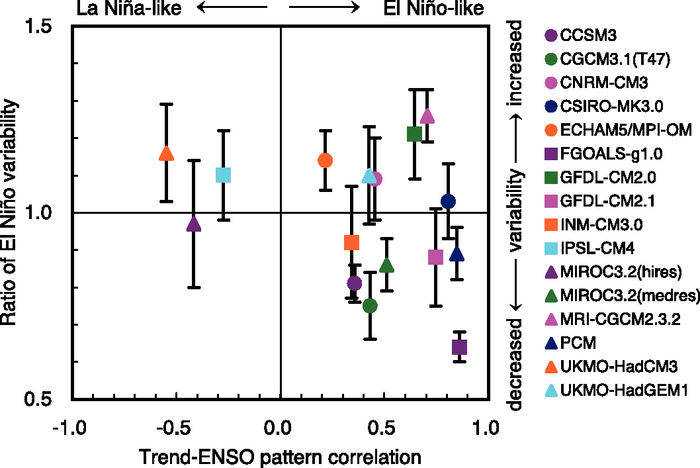 La Niña-like ← → El Niño-like
1.5
1.0
0.5
Ratio of El Niño variability
-1.0 -0.5 0.0 0.5 1.0
Trend-ENSO pattern correlation
decreased ← variability → increased
CCSM3
CGCM3.1(T47)
CNRM-CM3
CSIRO-MK3.0
ECHAM5/MPI-OM
FGOALS-g1.0
GFDL-CM2.0
GFDL-CM2.1
INM-CM3.0
IPSL-CM4
MIROC3.2(hires)
MIROC3.2(medres)
MRI-CGCM2.3.2
PCM
UKMO-HadCM3
UKMO-HadGEM1